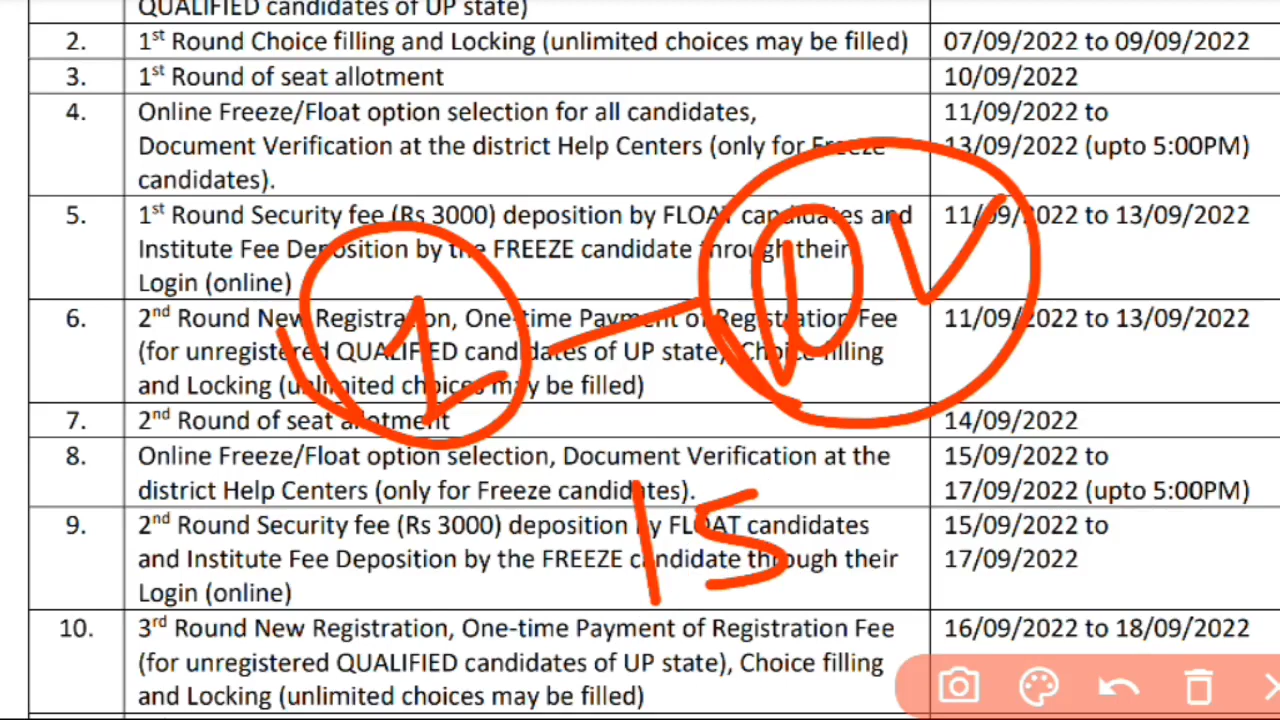 QUALIFIED candidates of UP state)
2. 1st Round Choice filling and Locking (unlimited choices may be filled) 07/09/2022 to 09/09/2022
3. 1st Round of seat allotment 10/09/2022
4. Online Freeze/Float option selection for all candidates, 11/09/2022 to
Document Verification at the district Help Centers (only for Freeze 13/09/2022 (upto 5:00PM)
candidates).
5. 1st Round Security fee (Rs 3000) deposition by FLOAT candidates and 11/09/2022 to 13/09/2022
Institute Fee Deposition by the FREEZE candidate through their
Login (online)
6. 2nd Round New Registration, One-time Payment of Registration Fee 11/09/2022 to 13/09/2022
(for unregistered QUALIFIED candidates of UP state), Choice filling
and Locking (unlimited choices may be filled)
7. 2nd Round of seat allotment 14/09/2022
8. Online Freeze/Float option selection, Document Verification at the 15/09/2022 to
district Help Centers (only for Freeze candidates). 17/09/2022 (upto 5:00PM)
15
9. 2nd Round Security fee (Rs 3000) deposition by FLOAT candidates 15/09/2022 to
and Institute Fee Deposition by the FREEZE candidate through their 17/09/2022
Login (online)
10. 3rd Round New Registration, One-time Payment of Registration Fee 16/09/2022 to 18/09/2022
(for unregistered QUALIFIED candidates of UP state), Choice filling
and Locking (unlimited choices may be filled)